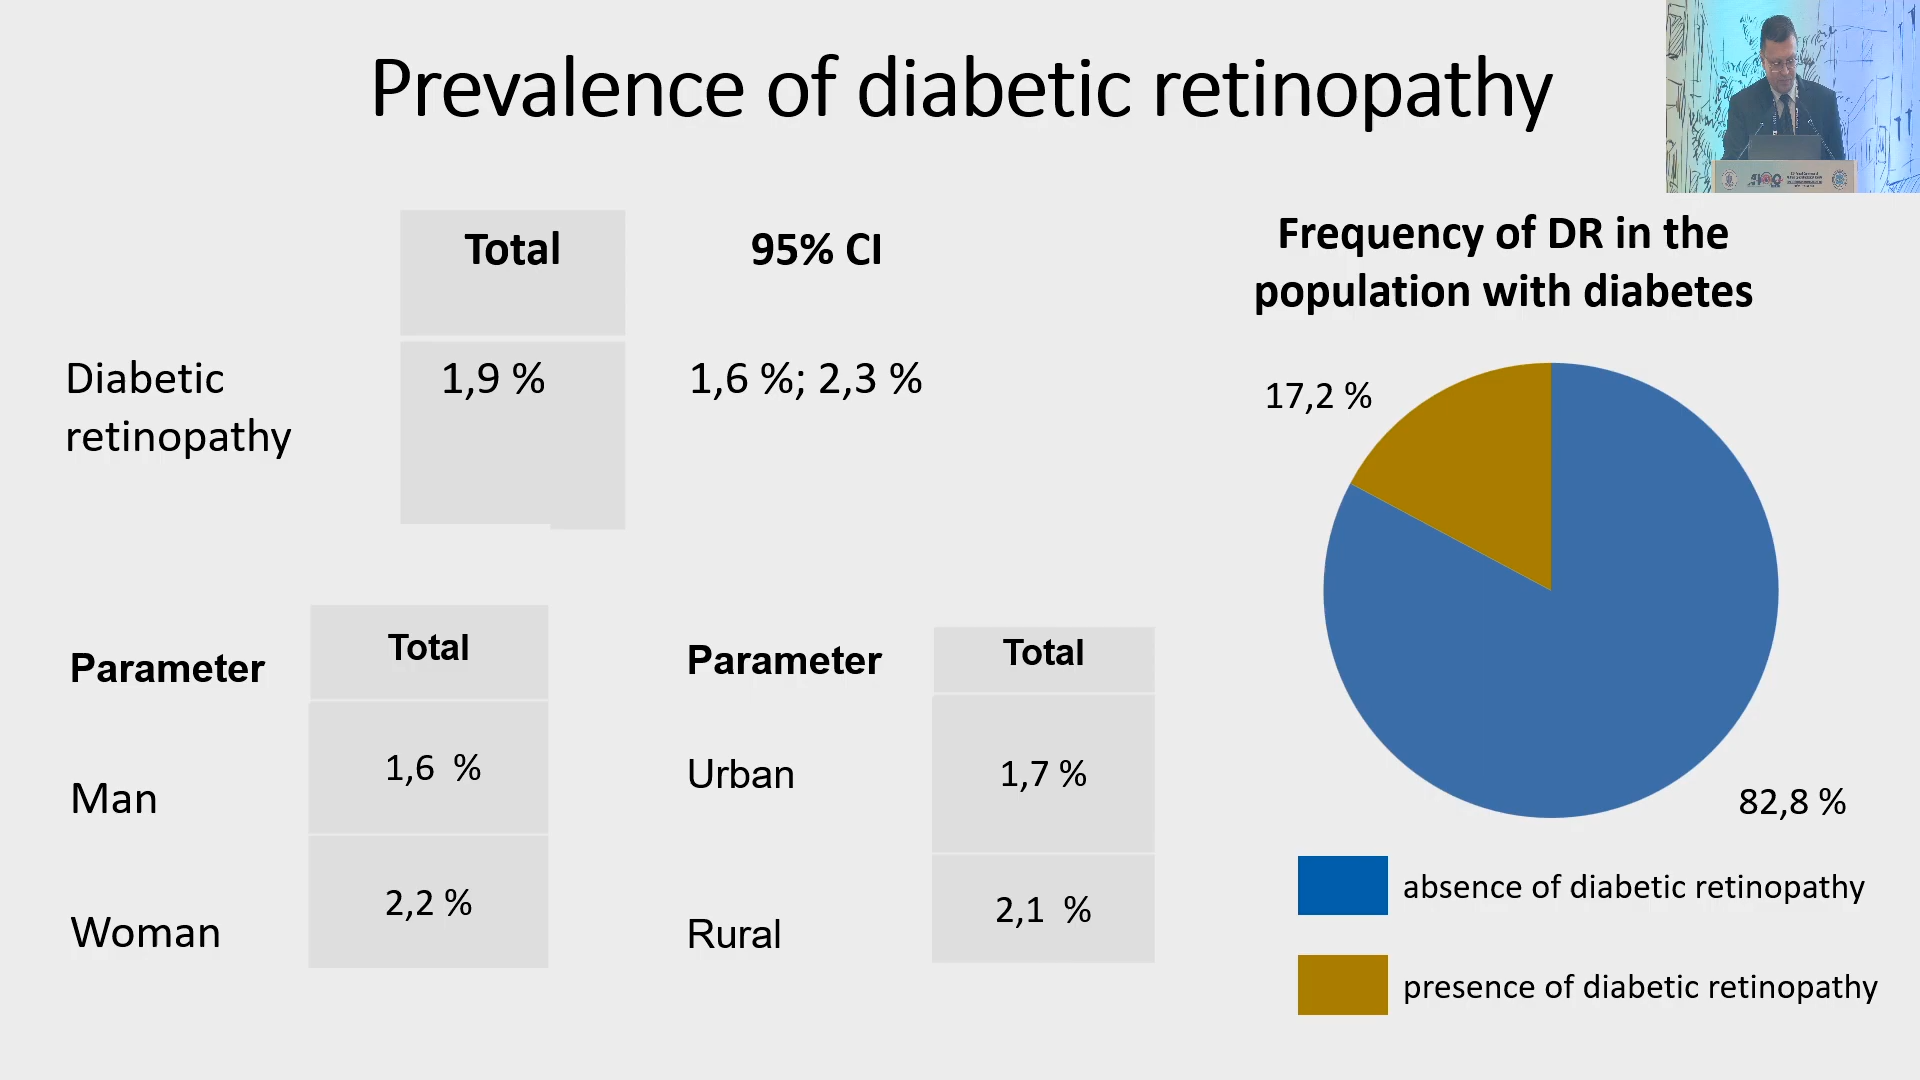 Prevalence of diabetic retinopathy
Total 95% CI
Diabetic 1,9 % 1,6 %; 2,3 %
retinopathy
Parameter Total
Man 1,6 %
Woman 2,2 %
Parameter Total
Urban 1,7 %
Rural 2,1 %
Frequency of DR in the
population with diabetes
17,2 %
82,8 %
absence of diabetic retinopathy
presence of diabetic retinopathy